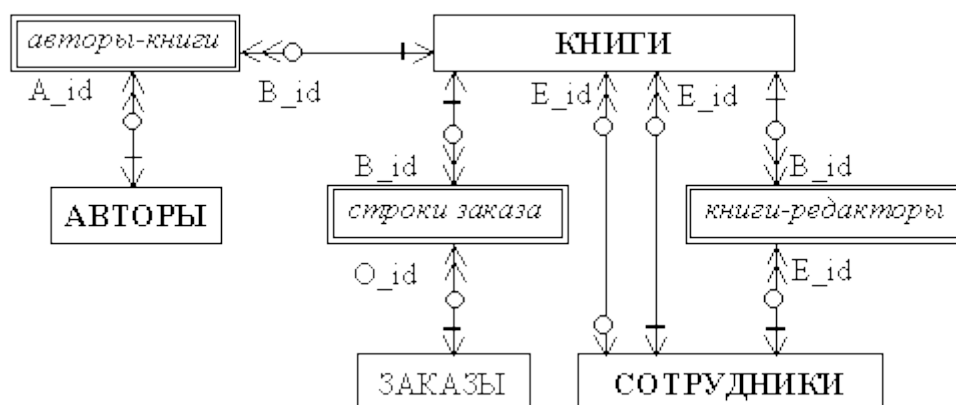 авторы-книги
КНИГИ
A_id
B_id
E_id
E_id
B_id
B_id
АВТОРЫ
строки заказа
книги-редакторы
O_id
E_id
ЗАКАЗЫ
СОТРУДНИКИ